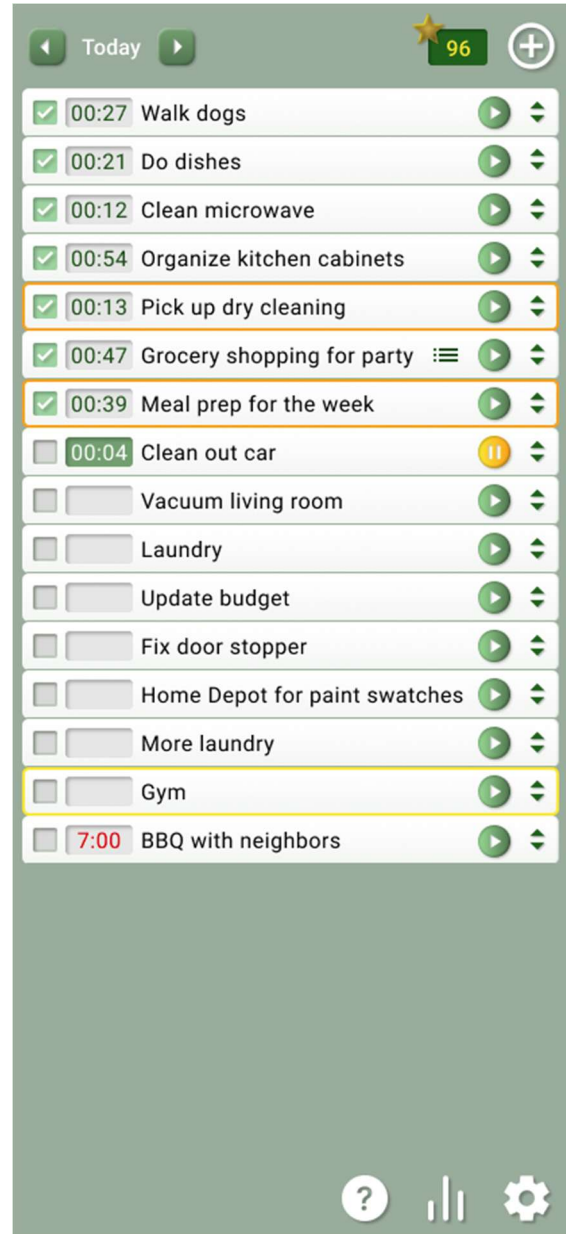 Today 96
00:27 Walk dogs
00:21 Do dishes
00:12 Clean microwave
00:54 Organize kitchen cabinets
00:13 Pick up dry cleaning
00:47 Grocery shopping for party
00:39 Meal prep for the week
00:04 Clean out car
Vacuum living room
Laundry
Update budget
Fix door stopper
Home Depot for paint swatches
More laundry
Gym
7:00 BBQ with neighbors
?